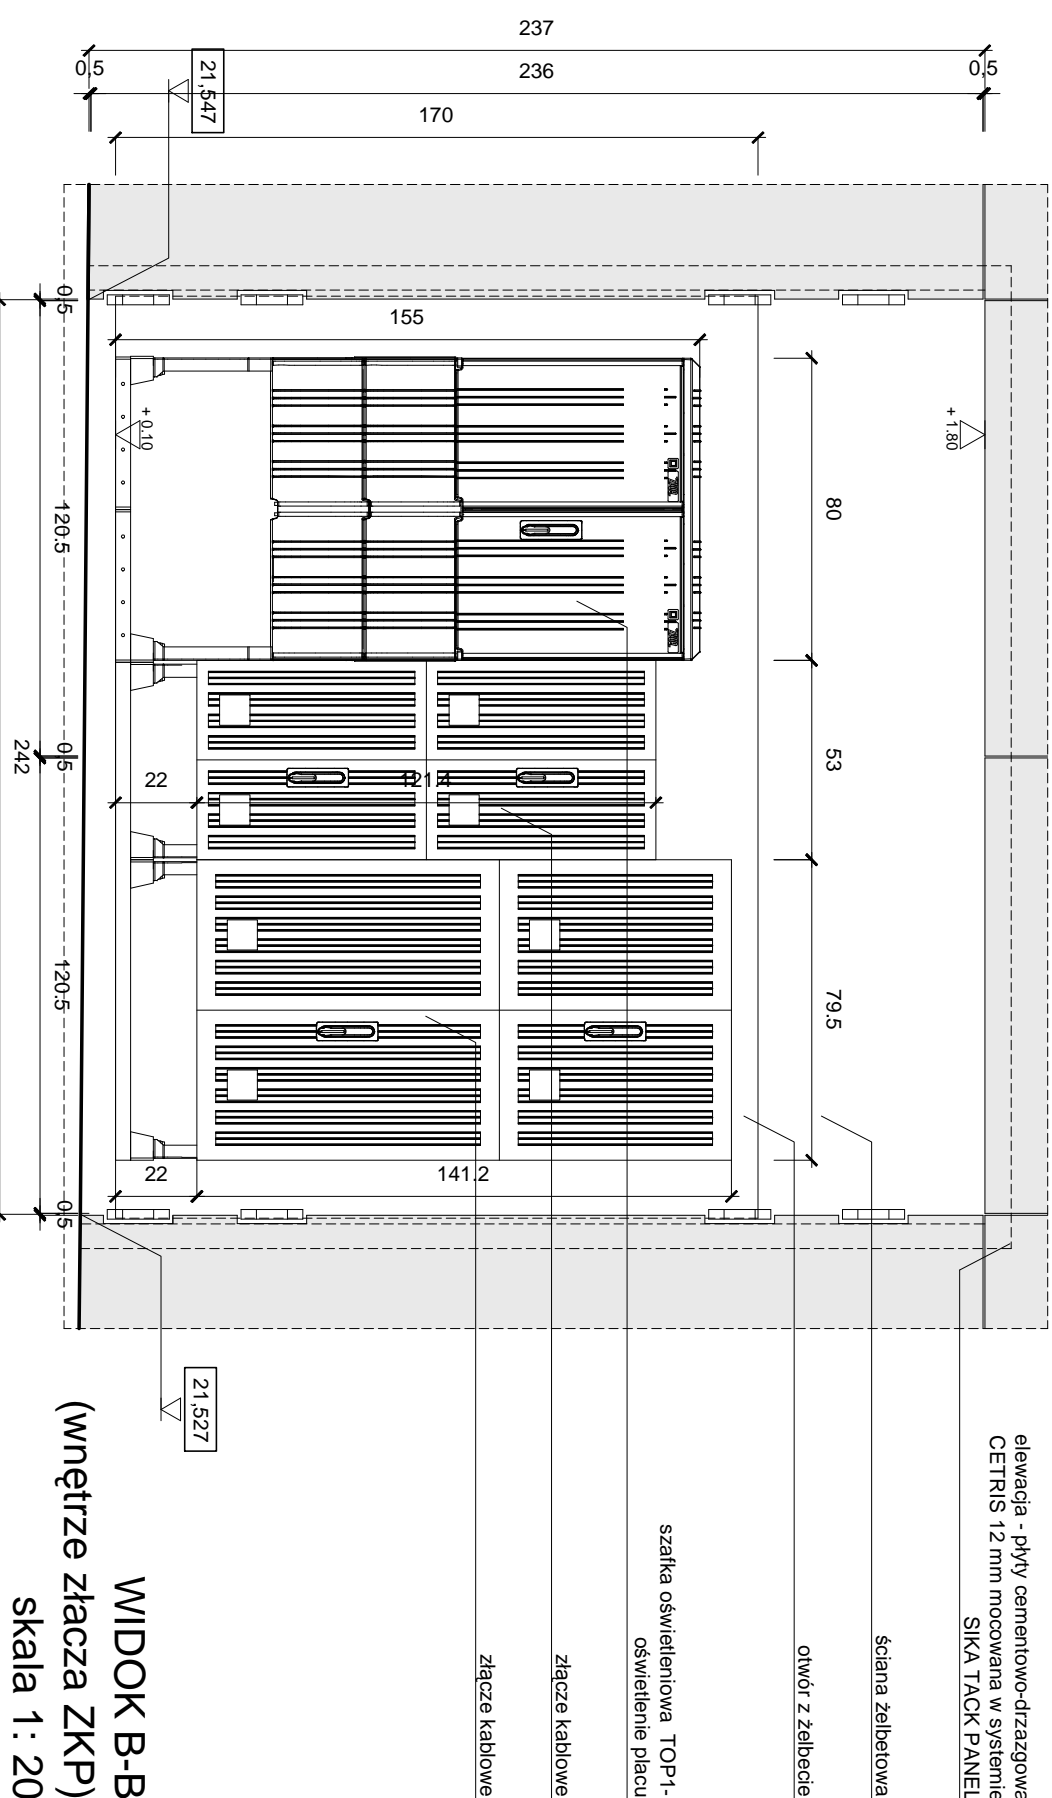 237
0,5
236
0,5
170
21,547
155
+ 0.10
+ 1.80
80
53
79.5
0,5
120.5
0,5
120.5
0,5
242
22
121.4
22
141.2
21,527
elewacja - płyty cementowo-drzazgowa
CETRIS 12 mm mocowana w systemie
SIKA TACK PANEL
ściana żelbetowa
otwór z żelbecie
szafka oświetleniowa TOP1-
oświetlenie placu
złącze kablowe
złącze kablowe
WIDOK B-B
(wnętrze złacza ZKP)
skala 1: 20